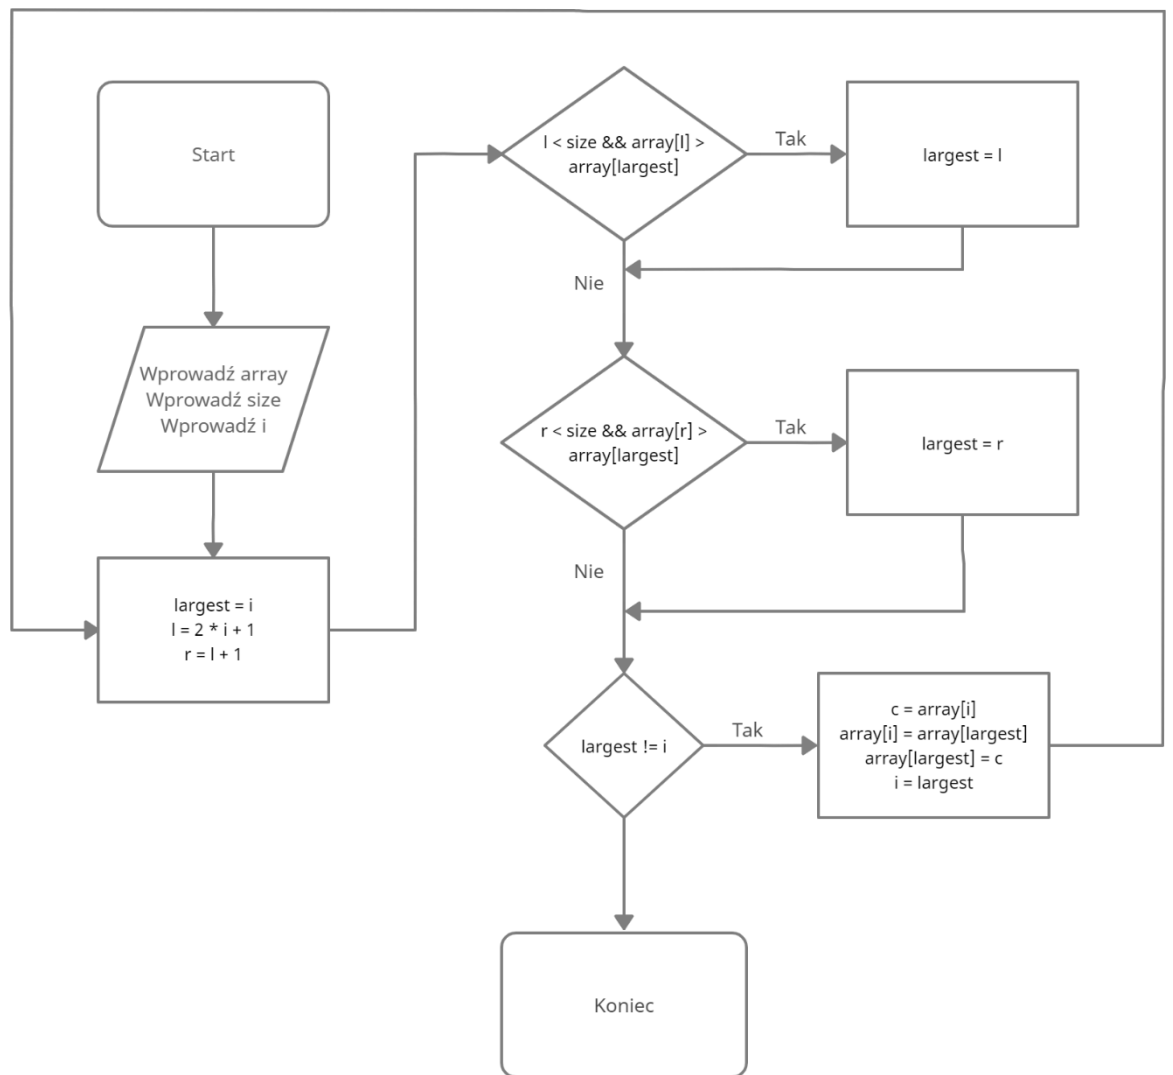 Start
Wprowadź array
Wprowadź size
Wprowadź i
largest = i
l = 2 * i + 1
r = l + 1
l < size && array[l] >
array[largest]
Tak
largest = l
Nie
r < size && array[r] >
array[largest]
Tak
largest = r
Nie
largest != i
Tak
c = array[i]
array[i] = array[largest]
array[largest] = c
i = largest
Koniec